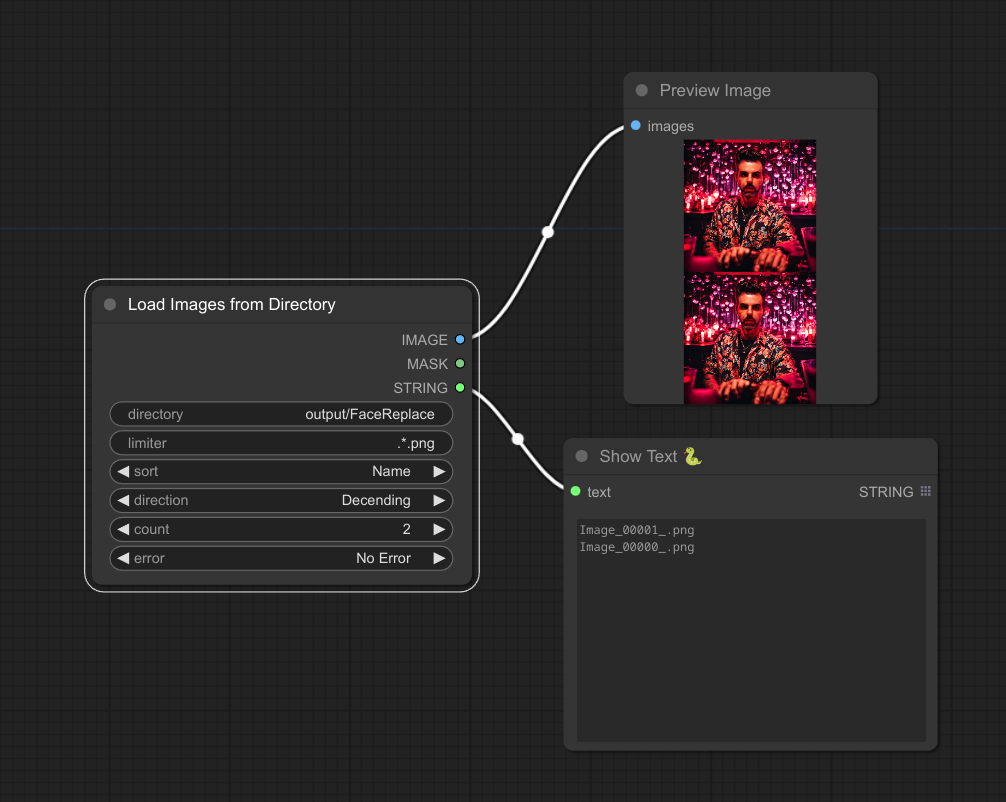 Preview Image
images
Load Images from Directory
IMAGE
MASK
STRING
directory output/FaceReplace
limiter .*.png
sort Name
direction Decending
count 2
error No Error
Show Text 🐍
text STRING
Image_00001_.png
Image_00000_.png